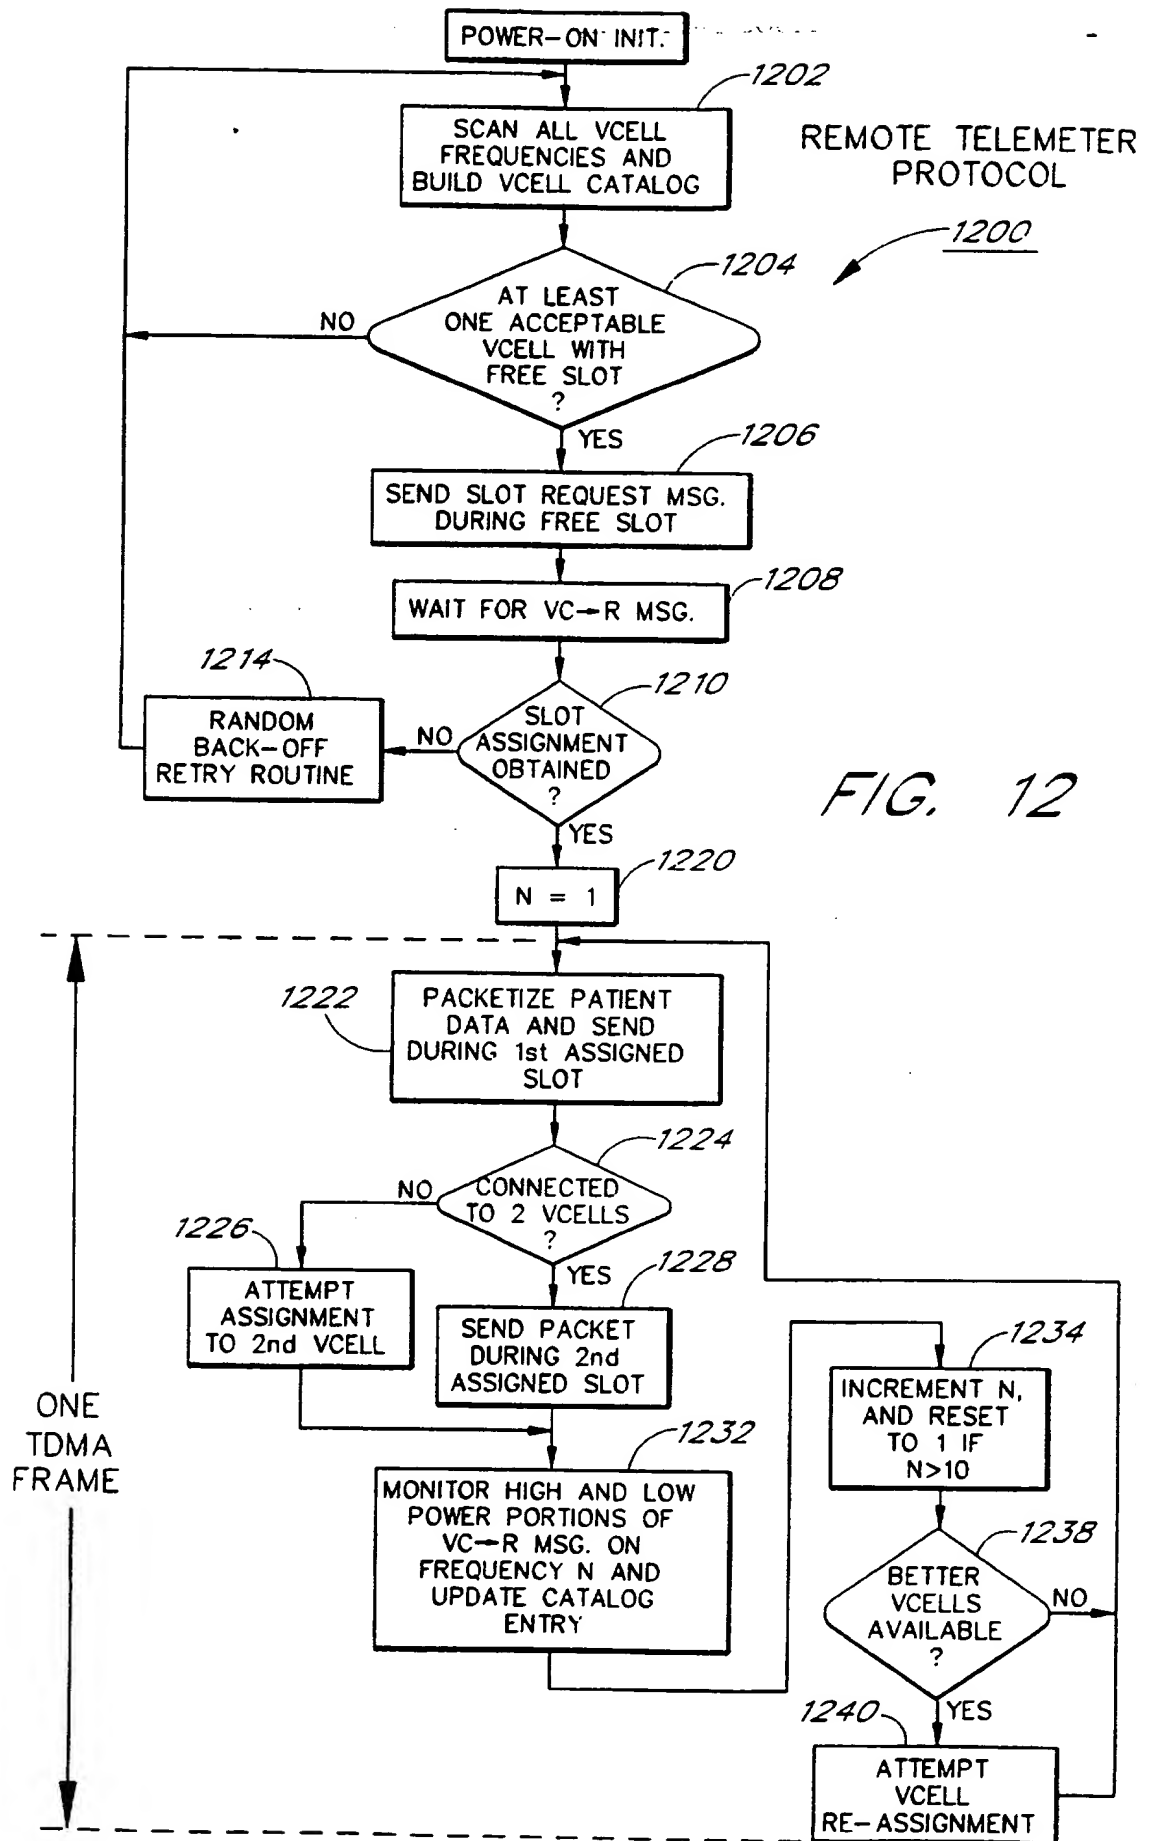 POWER-ON INIT.
1202
SCAN ALL VCELL
FREQUENCIES AND
BUILD VCELL CATALOG
REMOTE TELEMETER
PROTOCOL
1200
1204
AT LEAST
ONE ACCEPTABLE
VCELL WITH
FREE SLOT
?
NO
YES
1206
SEND SLOT REQUEST MSG.
DURING FREE SLOT
1208
WAIT FOR VC→R MSG.
1210
SLOT
ASSIGNMENT
OBTAINED
?
NO
1214
RANDOM
BACK-OFF
RETRY ROUTINE
YES
FIG. 12
1220
N = 1
1222
PACKETIZE PATIENT
DATA AND SEND
DURING 1st ASSIGNED
SLOT
1224
CONNECTED
TO 2 VCELLS
?
NO
1226
ATTEMPT
ASSIGNMENT
TO 2nd VCELL
YES
1228
SEND PACKET
DURING 2nd
ASSIGNED SLOT
1232
MONITOR HIGH AND LOW
POWER PORTIONS OF
VC→R MSG. ON
FREQUENCY N AND
UPDATE CATALOG
ENTRY
1234
INCREMENT N,
AND RESET
TO 1 IF
N>10
1238
BETTER
VCELLS
AVAILABLE
?
NO
YES
1240
ATTEMPT
VCELL
RE-ASSIGNMENT
ONE
TDMA
FRAME